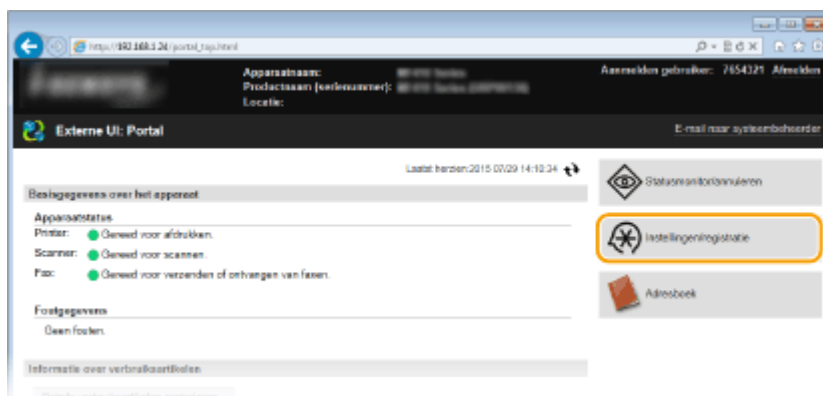 http://192.168.1.24/portal_top.html
Apparaatnaam:
Productnaam (serienummer):
Locatie:
Aanmelden gebruiker: 7654321 Afmelden
Externe UI: Portal
E-mail naar systeembeheerder
Laatst herzien:2015 07/29 14:10:34
Basisgegevens over het apparaat
Apparaatstatus
Printer: Gereed voor afdrukken.
Scanner: Gereed voor scannen.
Fax: Gereed voor verzenden of ontvangen van faxen.
Foutgegevens
Geen fouten.
Informatie over verbruiksartikelen
Statusmonitor/annuleren
Instellingen/registratie
Adresboek